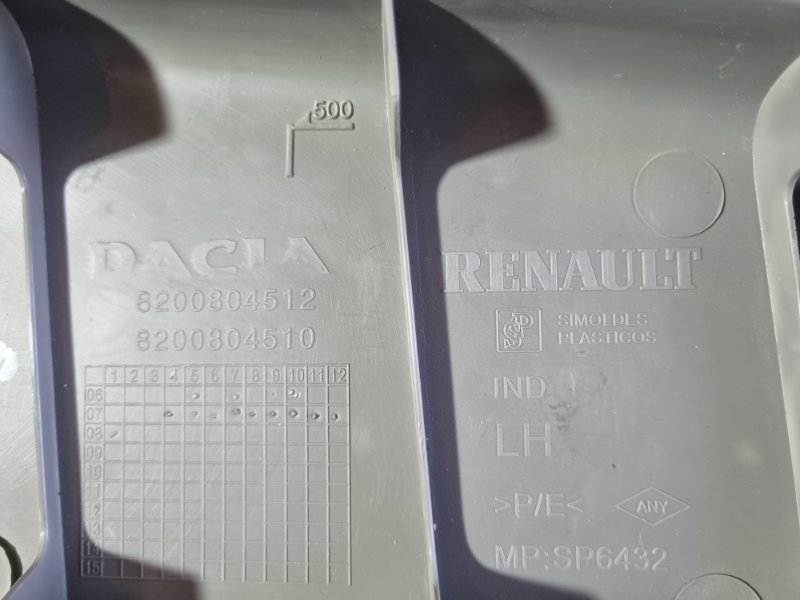 500
DACIA
8200804512
8200804510
1 2 3 4 5 6 7 8 9 10 11 12
06
07
08
09
10
11
12
13
14
15
RENAULT
SP
SIMOLDES
PLASTICOS
IND
LH
>P/E<
ANY
MP:SP6432